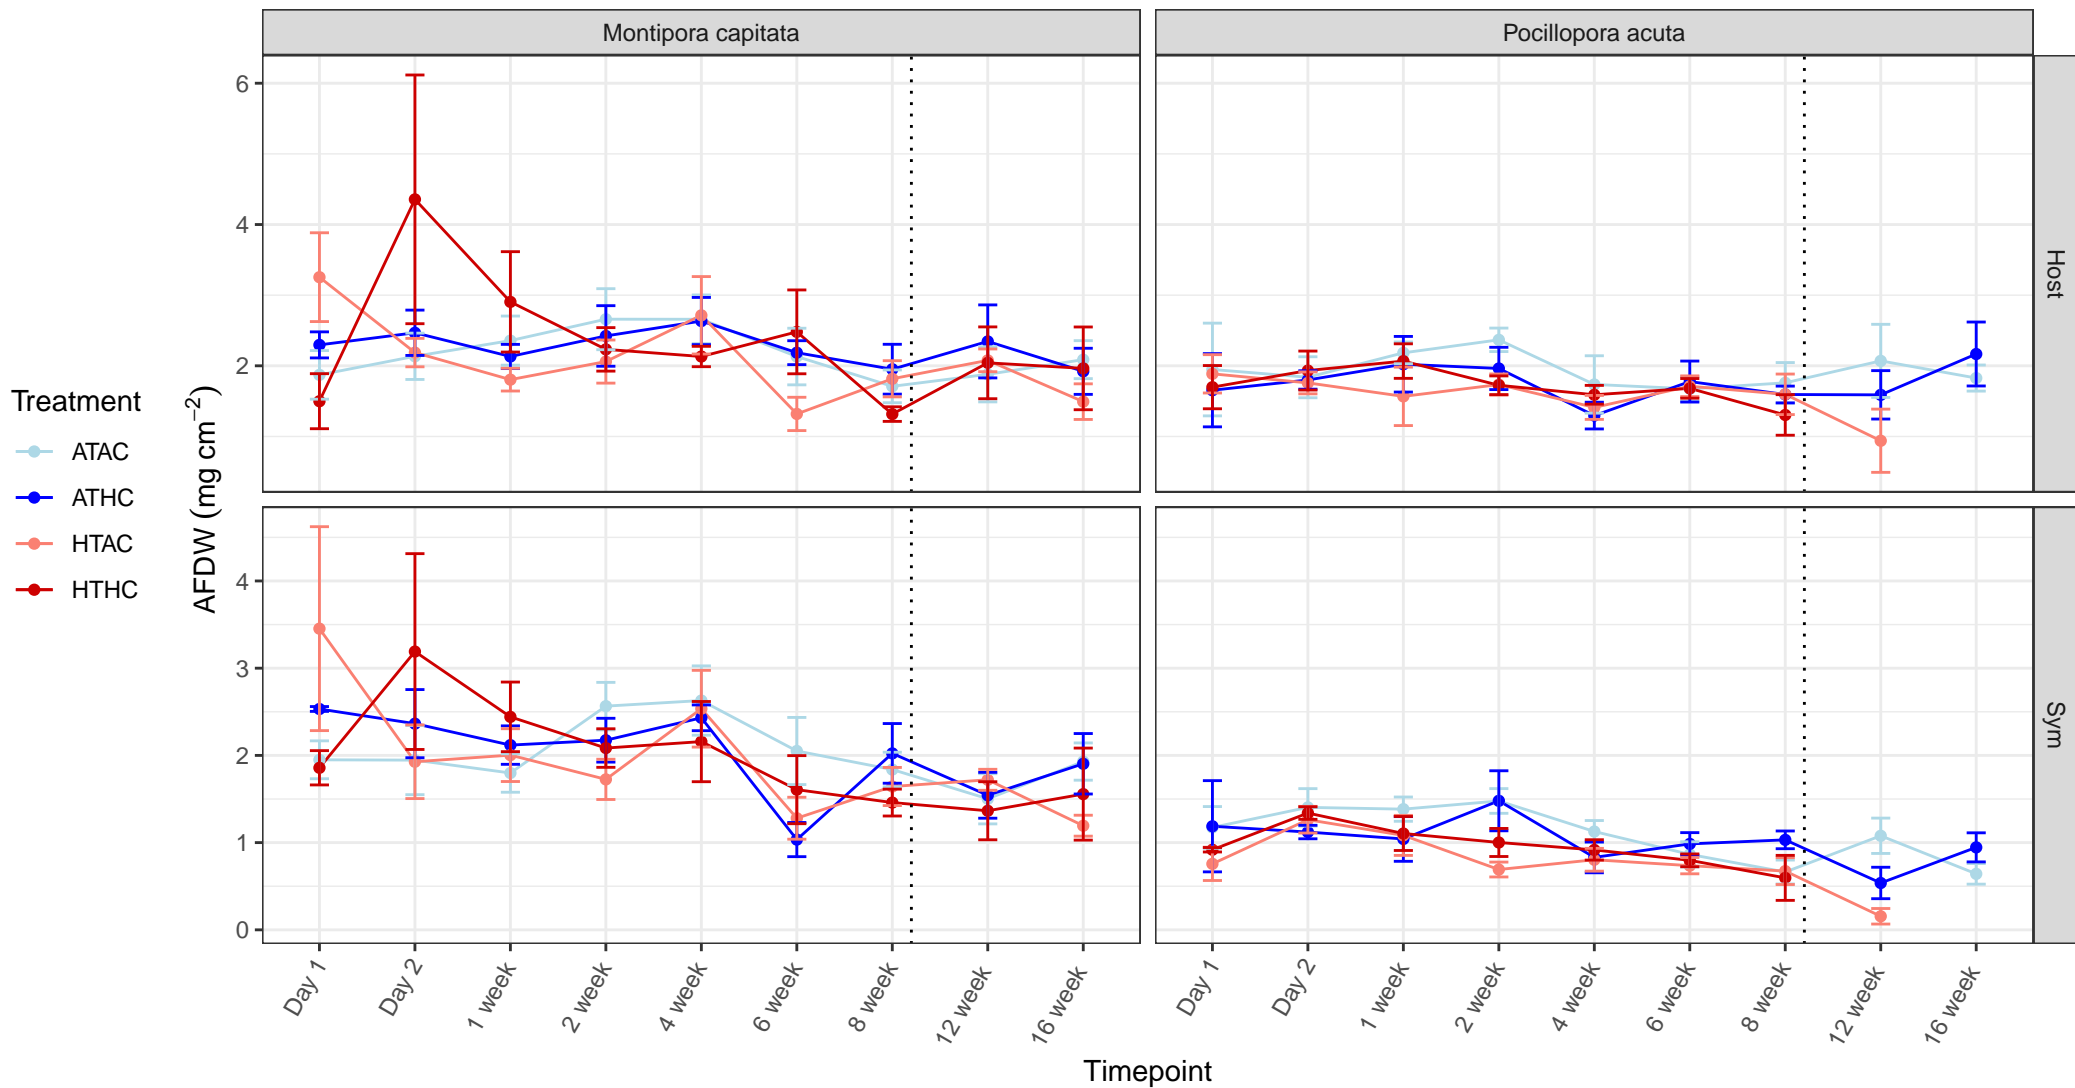 Montipora capitata
Pocillopora acuta
6
4
2
Host
4
3
2
1
0
Sym
AFDW (mg cm−2)
Treatment
ATAC
ATHC
HTAC
HTHC
Day 1
Day 2
1 week
2 week
4 week
6 week
8 week
12 week
16 week
Day 1
Day 2
1 week
2 week
4 week
6 week
8 week
12 week
16 week
Timepoint